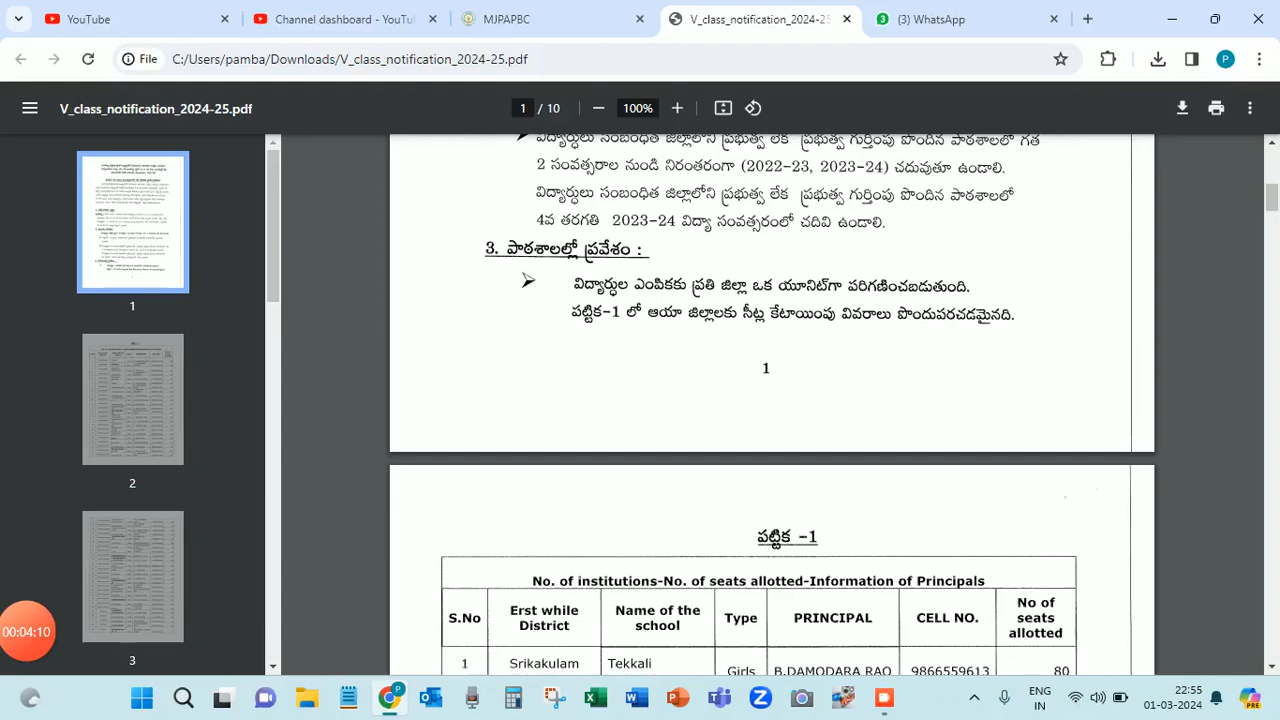 YouTube
Channel dashboard - YouTu
MJPAPBC
V_class_notification_2024-25
(3) WhatsApp
File C:/Users/pamba/Downloads/V_class_notification_2024-25.pdf
V_class_notification_2024-25.pdf
1 / 10
100%
సంబంధిత జిల్లాలోని ప్రభుత్వ లేక ప్రభుత్వ గుర్తింపు పొందిన పాఠశాలలో గత
నుండి నిరంతరంగా (2022-23,2023-24) చదువుతూ ఉండాలి.
సంబంధిత జిల్లాలోని ప్రభుత్వ లేక ప్రభుత్వ గుర్తింపు పొందిన పాఠశాలలో
2023-24 విద్యా సంవత్సరంలో చదువుతుండాలి.
3. పాఠశాలల్లో ప్రవేశం :
➢ విద్యార్థుల ఎంపికకు ప్రతి జిల్లా ఒక యూనిట్‌గా పరిగణించబడుతుంది.
పట్టిక-1 లో ఆయా జిల్లాలకు సీట్ల కేటాయింపు వివరాలు పొందుపరచడమైనది.
1
పట్టిక -1
No.of institutions-No. of seats allotted-Information of Principals
S.No Erst while District Name of the school Type PRINCIPAL CELL NO. No of seats allotted
1 Srikakulam Tekkali Girls B.DAMODARA RAO 9866559613 80
1
2
3
00:04:10
ENG
IN
22:55
01-03-2024